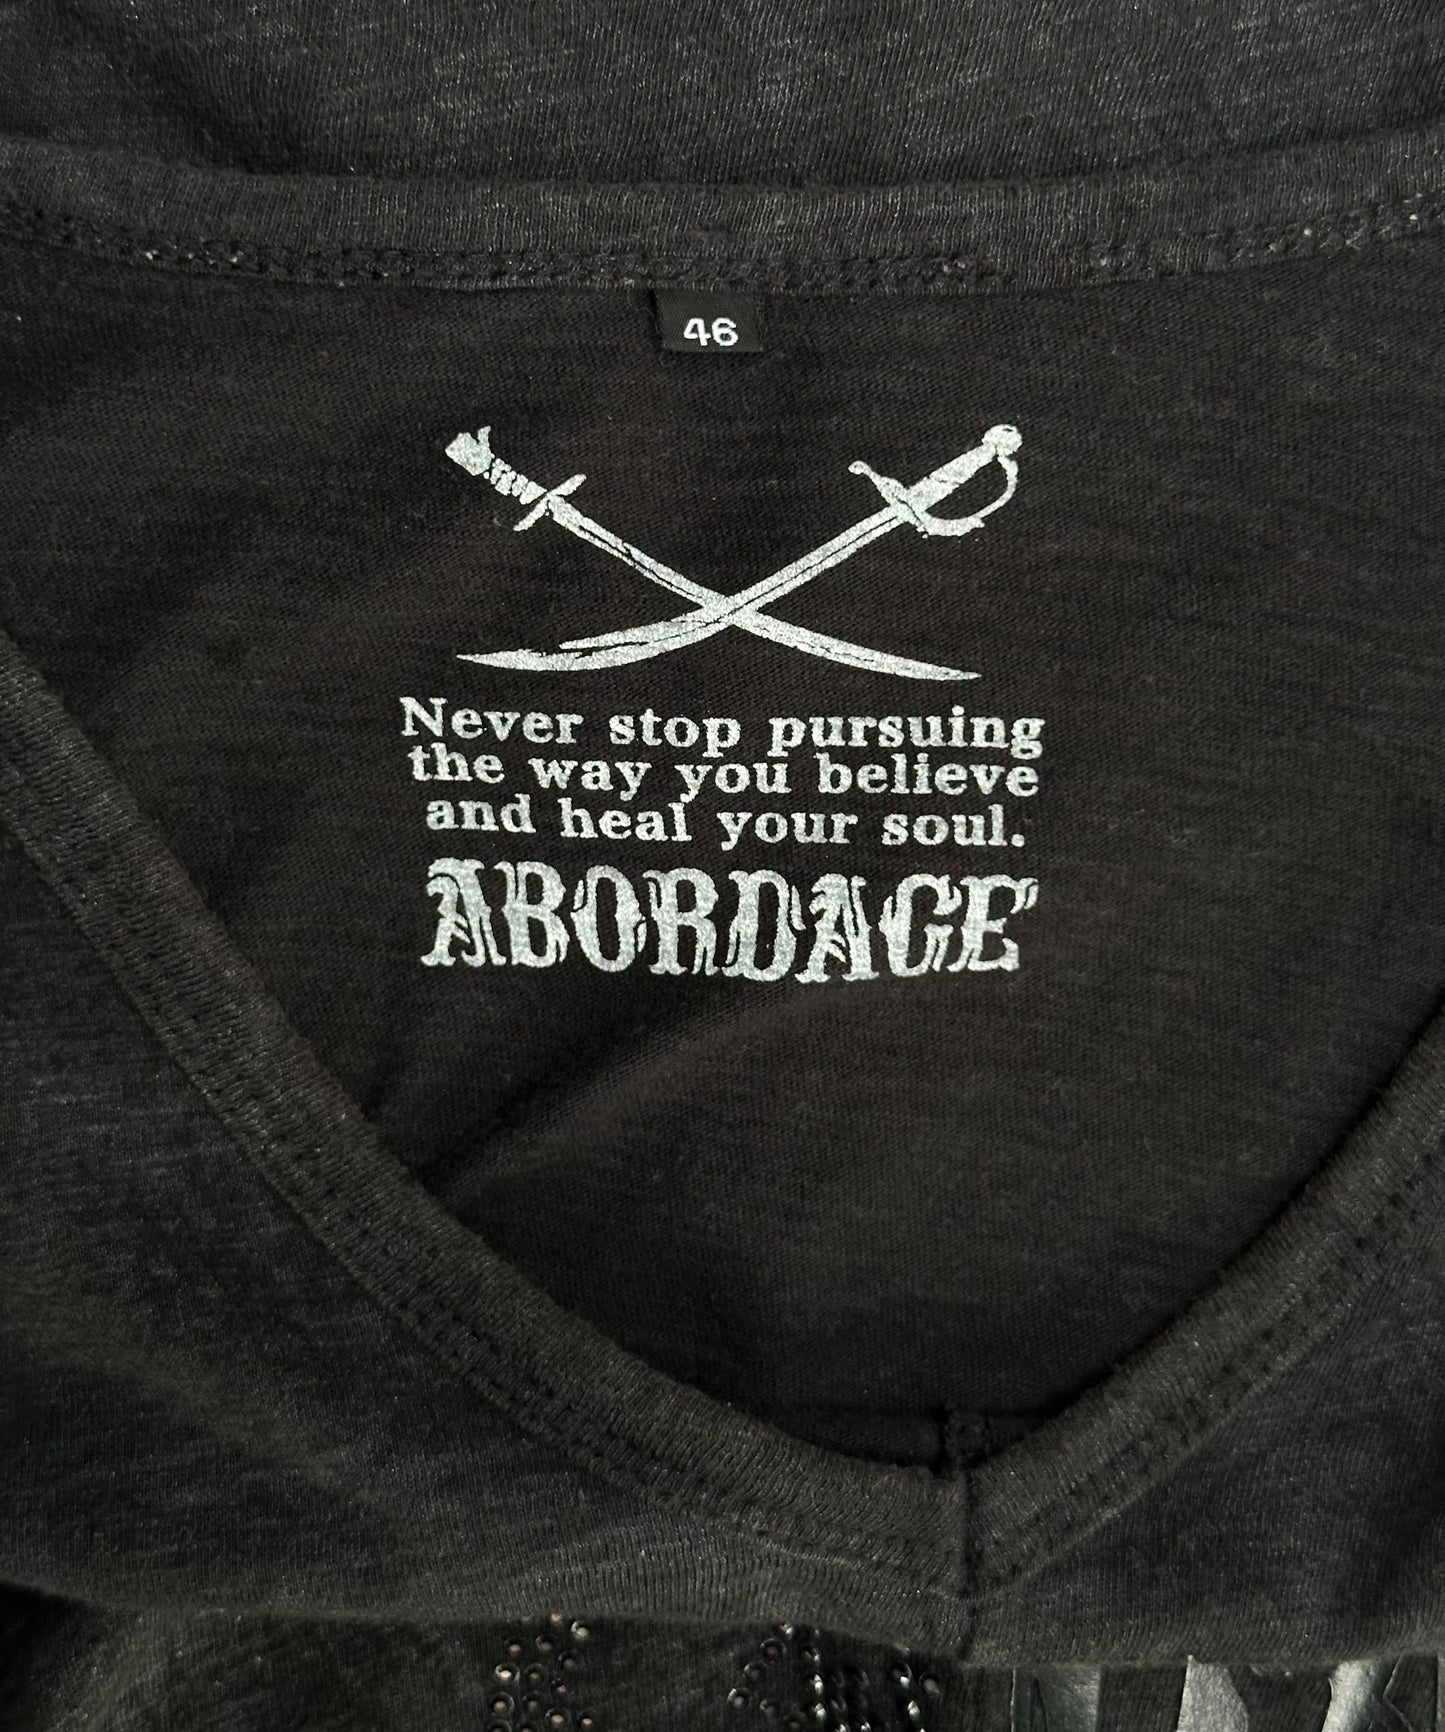 46
Never stop pursuing
the way you believe
and heal your soul.
ABORDAGE